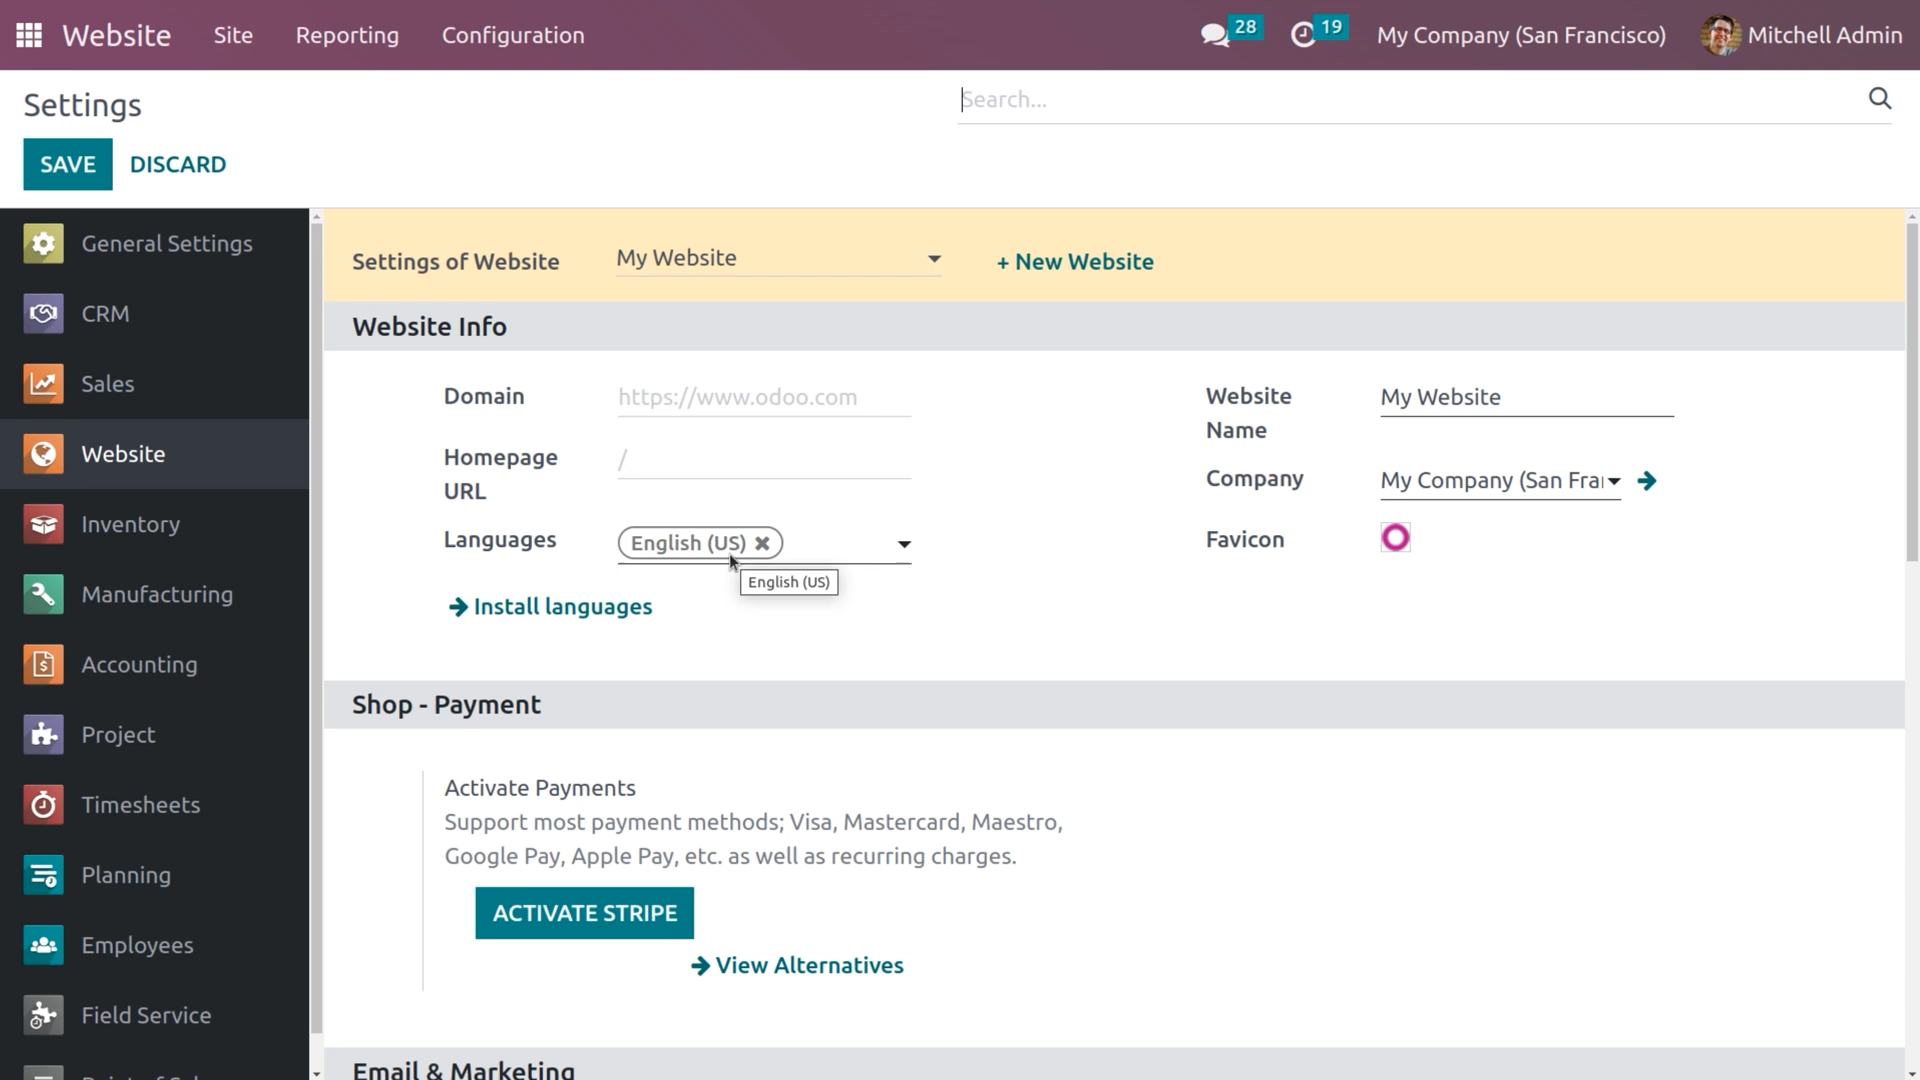 Website Site Reporting Configuration 28 19 My Company (San Francisco) Mitchell Admin
Settings
Search...
SAVE DISCARD
General Settings
CRM
Sales
Website
Inventory
Manufacturing
Accounting
Project
Timesheets
Planning
Employees
Field Service
Settings of Website My Website + New Website
Website Info
Domain https://www.odoo.com
Homepage
URL
/
Languages English (US)
English (US)
Install languages
Website
Name
My Website
Company My Company (San Fra
Favicon
Shop - Payment
Activate Payments
Support most payment methods; Visa, Mastercard, Maestro,
Google Pay, Apple Pay, etc. as well as recurring charges.
ACTIVATE STRIPE
View Alternatives
Email & Marketing